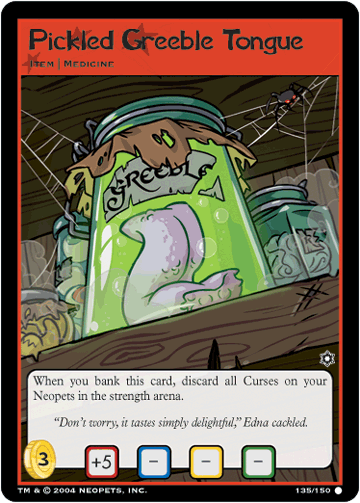 Pickled Greeble Tongue
Item | Medicine
GREEBLE
When you bank this card, discard all Curses on your
Neopets in the strength arena.
“Don’t worry, it tastes simply delightful,” Edna cackled.
3
+5
–
–
–
TM & © 2004 NEOPETS, INC.
135/150